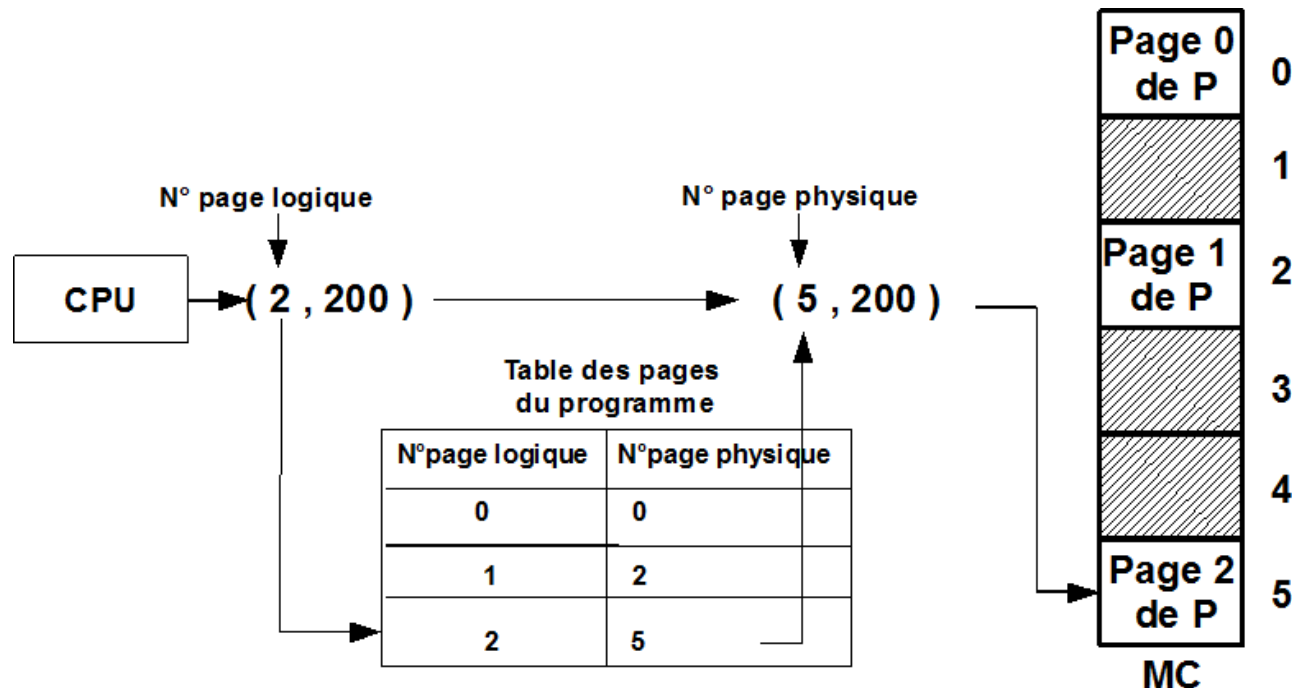 N° page logique
N° page physique
CPU
( 2 , 200 )
( 5 , 200 )
Table des pages
du programme
N°page logique
N°page physique
0
0
1
2
2
5
Page 0
de P
0
1
Page 1
de P
2
3
4
Page 2
de P
5
MC